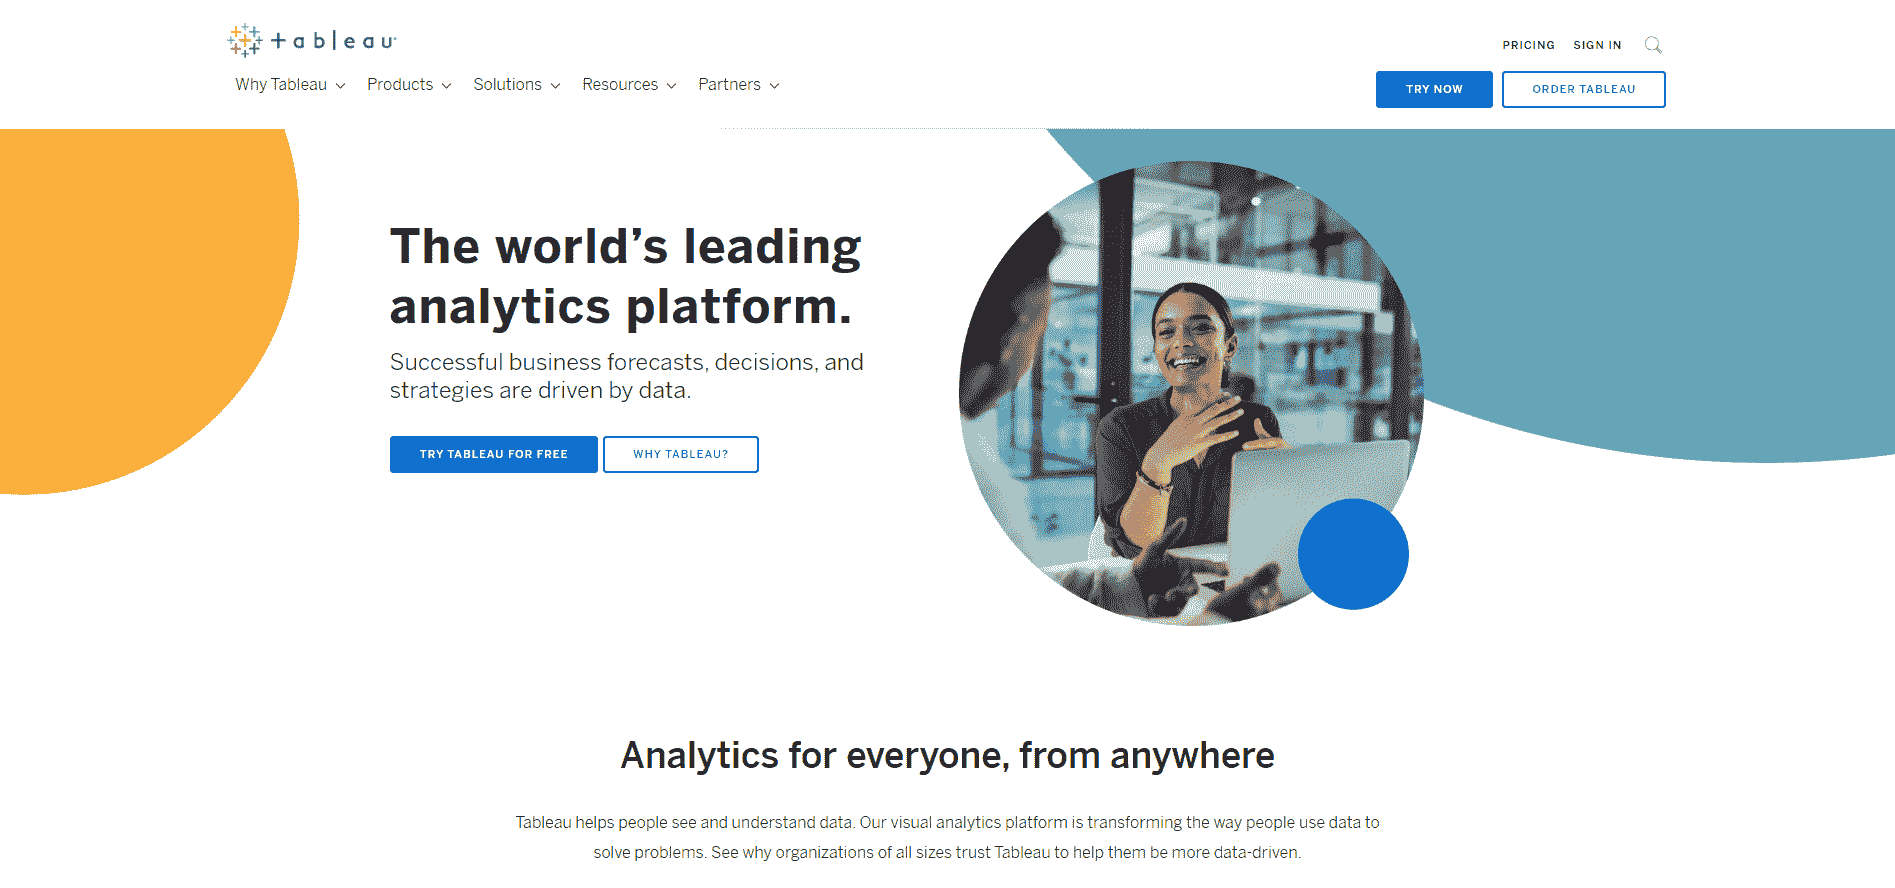 tableau
PRICING SIGN IN
Why Tableau Products Solutions Resources Partners
TRY NOW ORDER TABLEAU
The world’s leading
analytics platform.
Successful business forecasts, decisions, and
strategies are driven by data.
TRY TABLEAU FOR FREE WHY TABLEAU?
Analytics for everyone, from anywhere
Tableau helps people see and understand data. Our visual analytics platform is transforming the way people use data to
solve problems. See why organizations of all sizes trust Tableau to help them be more data-driven.